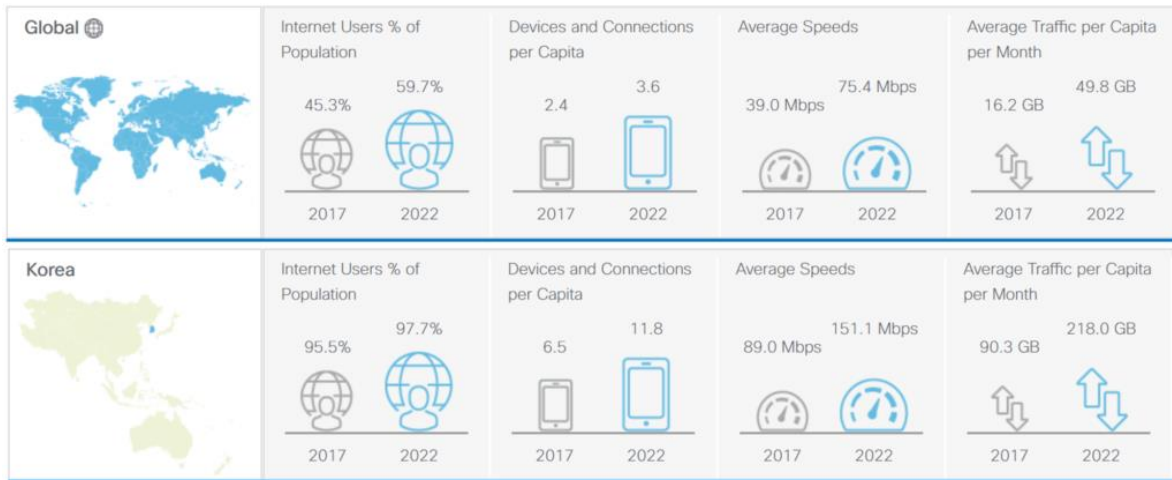 Global
Internet Users % of
Population
45.3%
59.7%
2017
2022
Devices and Connections
per Capita
2.4
3.6
2017
2022
Average Speeds
39.0 Mbps
75.4 Mbps
2017
2022
Average Traffic per Capita
per Month
16.2 GB
49.8 GB
2017
2022
Korea
Internet Users % of
Population
95.5%
97.7%
2017
2022
Devices and Connections
per Capita
6.5
11.8
2017
2022
Average Speeds
89.0 Mbps
151.1 Mbps
2017
2022
Average Traffic per Capita
per Month
90.3 GB
218.0 GB
2017
2022